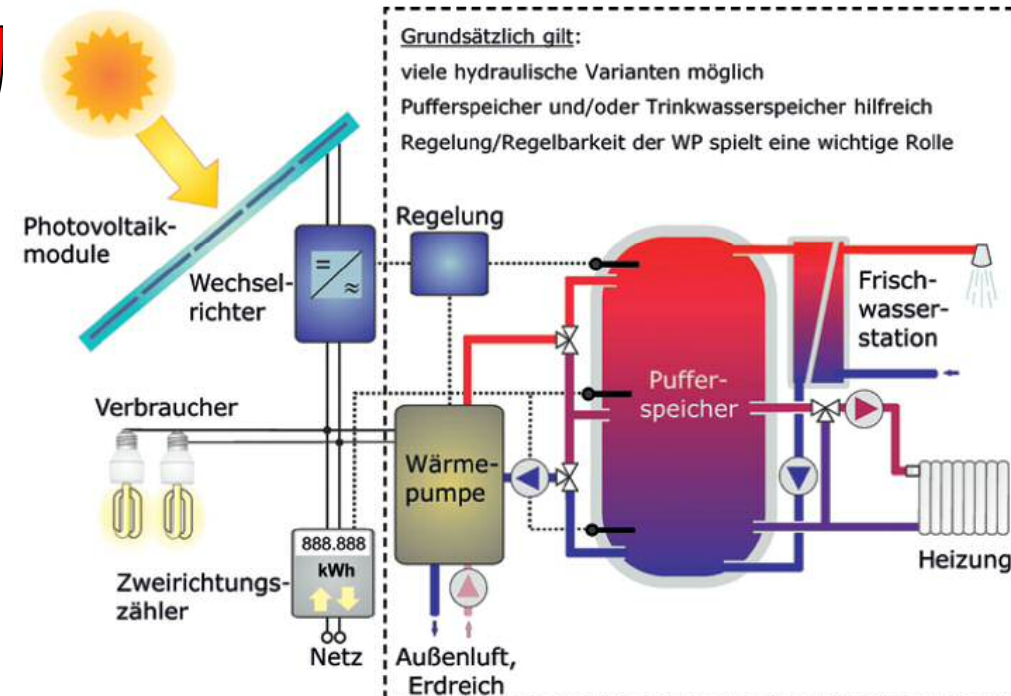 Grundsätzlich gilt:
viele hydraulische Varianten möglich
Pufferspeicher und/oder Trinkwasserspeicher hilfreich
Regelung/Regelbarkeit der WP spielt eine wichtige Rolle
Photovoltaik-
module
Wechsel-
richter
=
≈
Regelung
Frisch-
wasser-
station
Puffer-
speicher
Verbraucher
Wärme-
pumpe
888.888
kWh
Zweirichtungs-
zähler
Netz
Außenluft,
Erdreich
Heizung